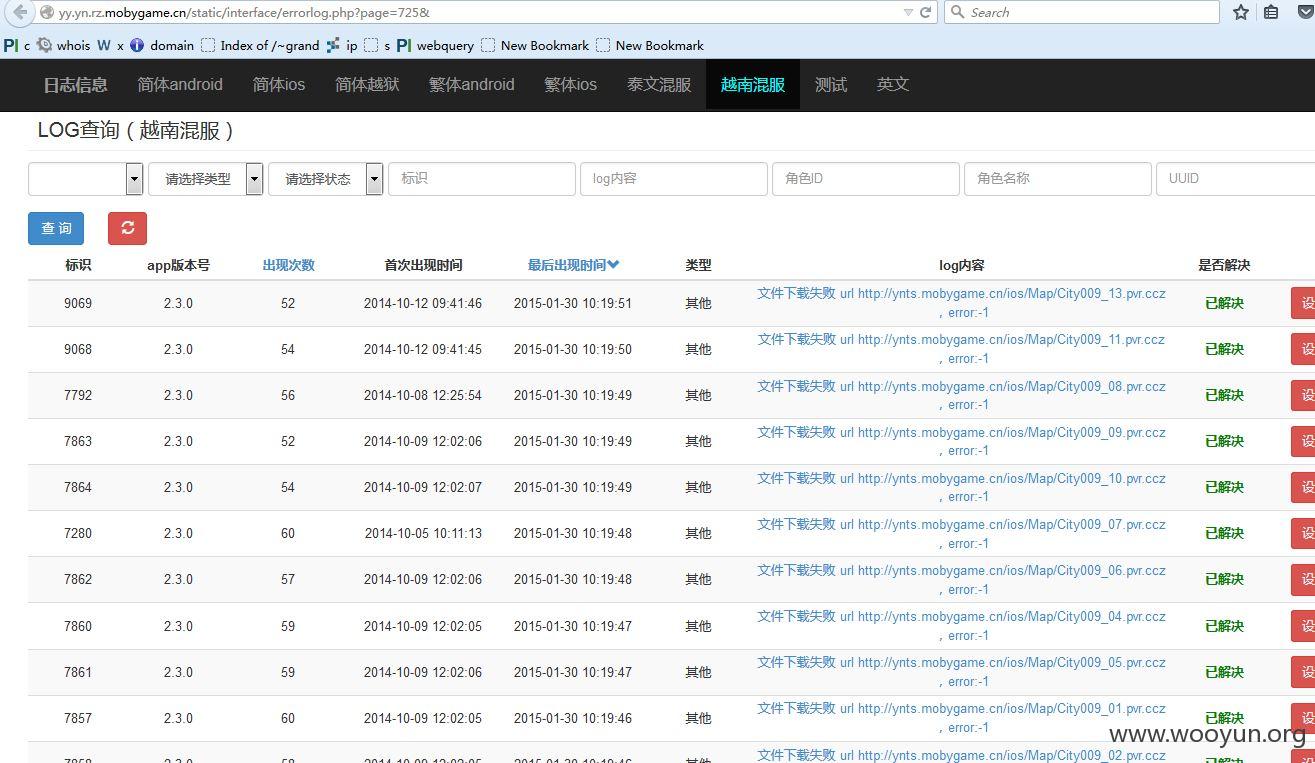 yy.yn.rz.mobygame.cn/static/interface/errorlog.php?page=725&
Search
c whois W x domain Index of /~grand ip s webquery New Bookmark New Bookmark
日志信息 简体android 简体ios 简体越狱 繁体android 繁体ios 泰文混服 越南混服 测试 英文
LOG查询 ( 越南混服 )
请选择类型 请选择状态 标识 log内容 角色ID 角色名称 UUID
查 询
标识 app版本号 出现次数 首次出现时间 最后出现时间 类型 log内容 是否解决
9069 2.3.0 52 2014-10-12 09:41:46 2015-01-30 10:19:51 其他 文件下载失败 url http://ynts.mobygame.cn/ios/Map/City009_13.pvr.ccz 已解决 设
, error:-1
9068 2.3.0 54 2014-10-12 09:41:45 2015-01-30 10:19:50 其他 文件下载失败 url http://ynts.mobygame.cn/ios/Map/City009_11.pvr.ccz 已解决 设
, error:-1
7792 2.3.0 56 2014-10-08 12:25:54 2015-01-30 10:19:49 其他 文件下载失败 url http://ynts.mobygame.cn/ios/Map/City009_08.pvr.ccz 已解决 设
, error:-1
7863 2.3.0 52 2014-10-09 12:02:06 2015-01-30 10:19:49 其他 文件下载失败 url http://ynts.mobygame.cn/ios/Map/City009_09.pvr.ccz 已解决 设
, error:-1
7864 2.3.0 54 2014-10-09 12:02:07 2015-01-30 10:19:49 其他 文件下载失败 url http://ynts.mobygame.cn/ios/Map/City009_10.pvr.ccz 已解决 设
, error:-1
7280 2.3.0 60 2014-10-05 10:11:13 2015-01-30 10:19:48 其他 文件下载失败 url http://ynts.mobygame.cn/ios/Map/City009_07.pvr.ccz 已解决 设
, error:-1
7862 2.3.0 57 2014-10-09 12:02:06 2015-01-30 10:19:48 其他 文件下载失败 url http://ynts.mobygame.cn/ios/Map/City009_06.pvr.ccz 已解决 设
, error:-1
7860 2.3.0 59 2014-10-09 12:02:05 2015-01-30 10:19:47 其他 文件下载失败 url http://ynts.mobygame.cn/ios/Map/City009_04.pvr.ccz 已解决 设
, error:-1
7861 2.3.0 59 2014-10-09 12:02:06 2015-01-30 10:19:47 其他 文件下载失败 url http://ynts.mobygame.cn/ios/Map/City009_05.pvr.ccz 已解决 设
, error:-1
7857 2.3.0 60 2014-10-09 12:02:05 2015-01-30 10:19:46 其他 文件下载失败 url http://ynts.mobygame.cn/ios/Map/City009_01.pvr.ccz 已解决 设
, error:-1
www.wooyun.org
文件下载失败 url http://ynts.mobygame.cn/ios/Map/City009_02.pvr.ccz